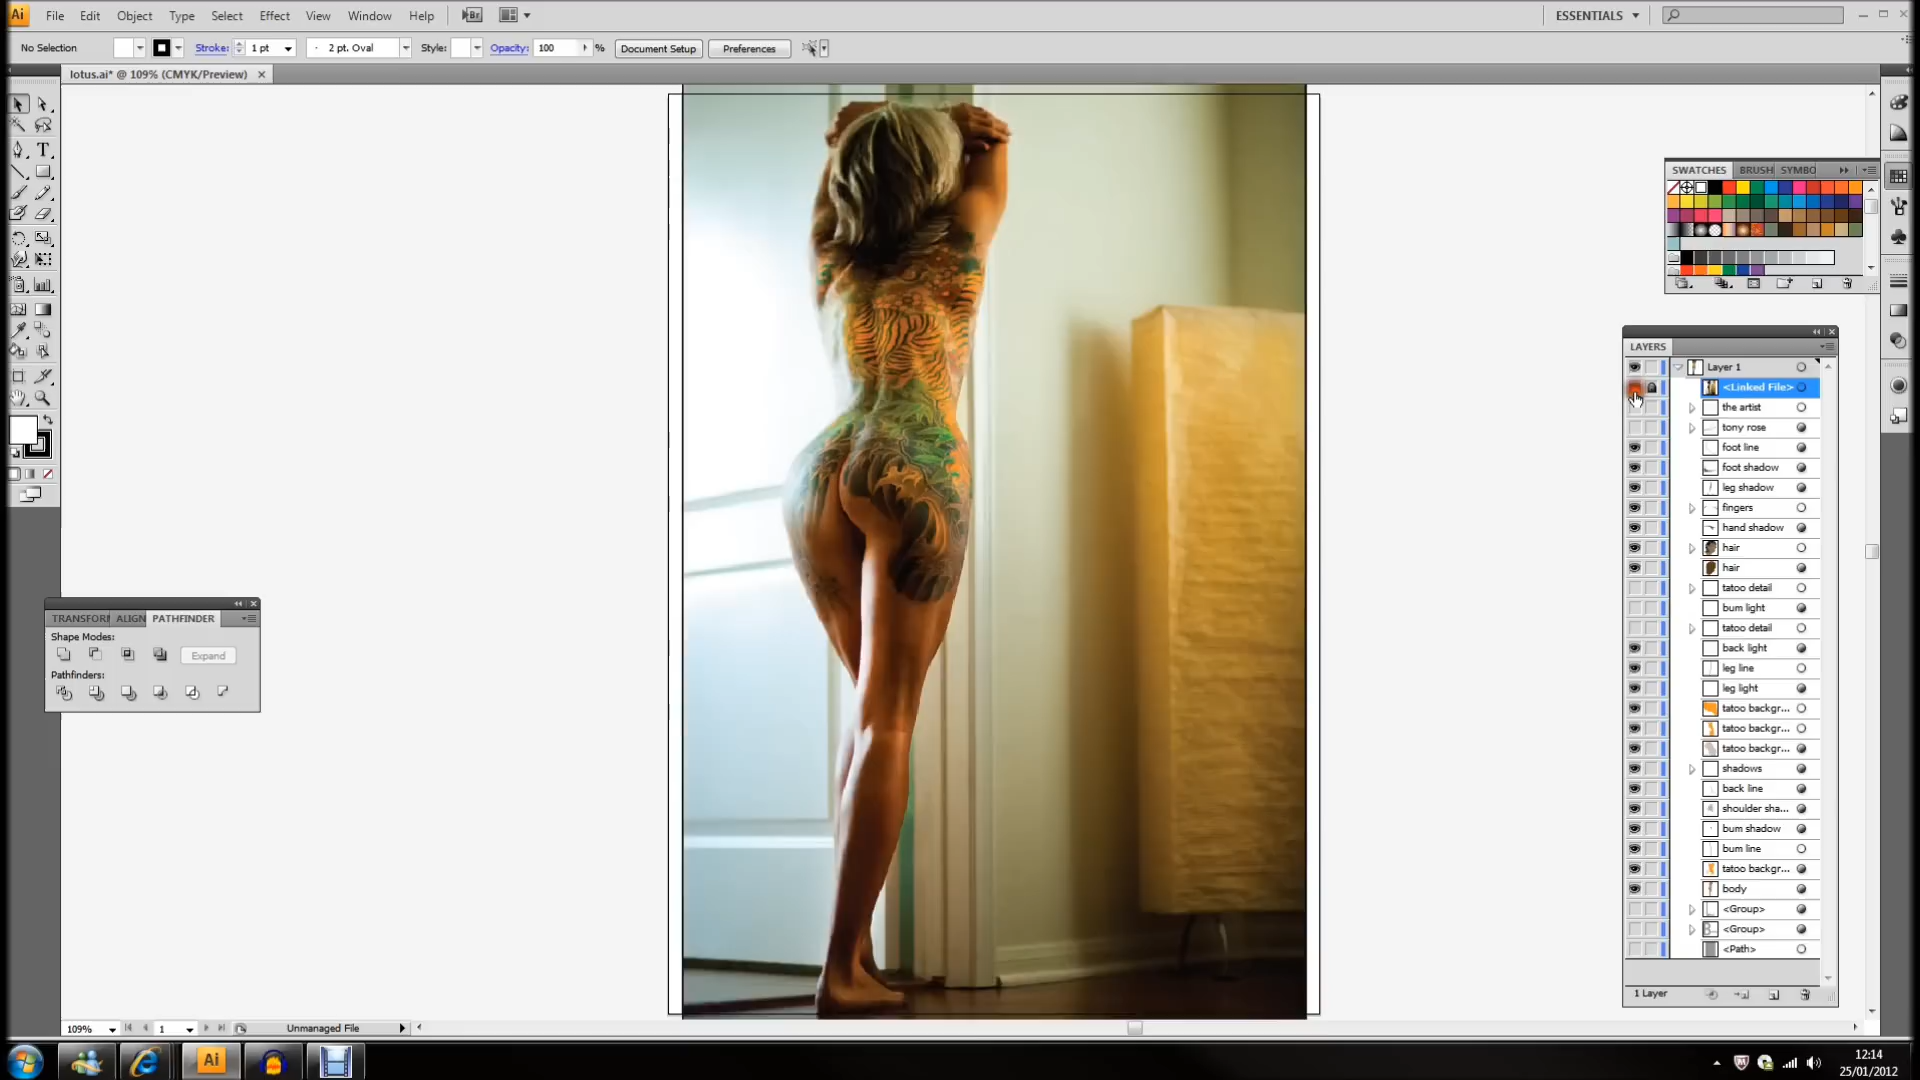 Ai File Edit Object Type Select Effect View Window Help Br ESSENTIALS
No Selection Stroke: 1 pt 2 pt. Oval Style: Opacity: 100 % Document Setup Preferences
lotus.ai* @ 109% (CMYK/Preview)
T
SWATCHES BRUSH SYMBO
LAYERS
Layer 1
<Linked File>
the artist
tony rose
foot line
foot shadow
leg shadow
fingers
hand shadow
hair
hair
tatoo detail
bum light
tatoo detail
back light
leg line
leg light
tatoo backgr...
tatoo backgr...
tatoo backgr...
shadows
back line
shoulder sha...
bum shadow
bum line
tatoo backgr...
body
<Group>
<Group>
<Path>
1 Layer
TRANSFORM ALIGN PATHFINDER
Shape Modes:
Expand
Pathfinders:
109% 1 Unmanaged File
Ai
12:14
25/01/2012